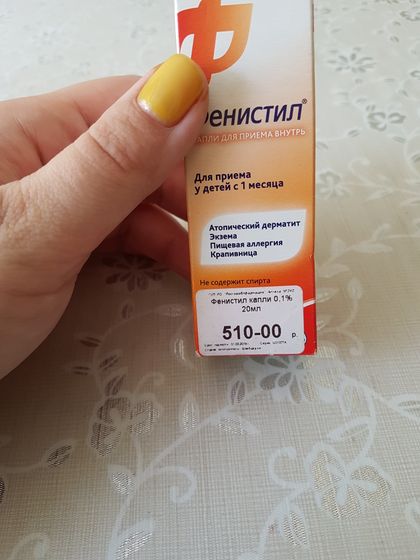 ФЕНИСТИЛ®
КАПЛИ ДЛЯ ПРИЕМА ВНУТРЬ
Для приема
у детей с 1 месяца
Атопический дерматит
Экзема
Пищевая аллергия
Крапивница
Не содержит спирта
Фенистил капли 0,1%
20мл
510-00 р.